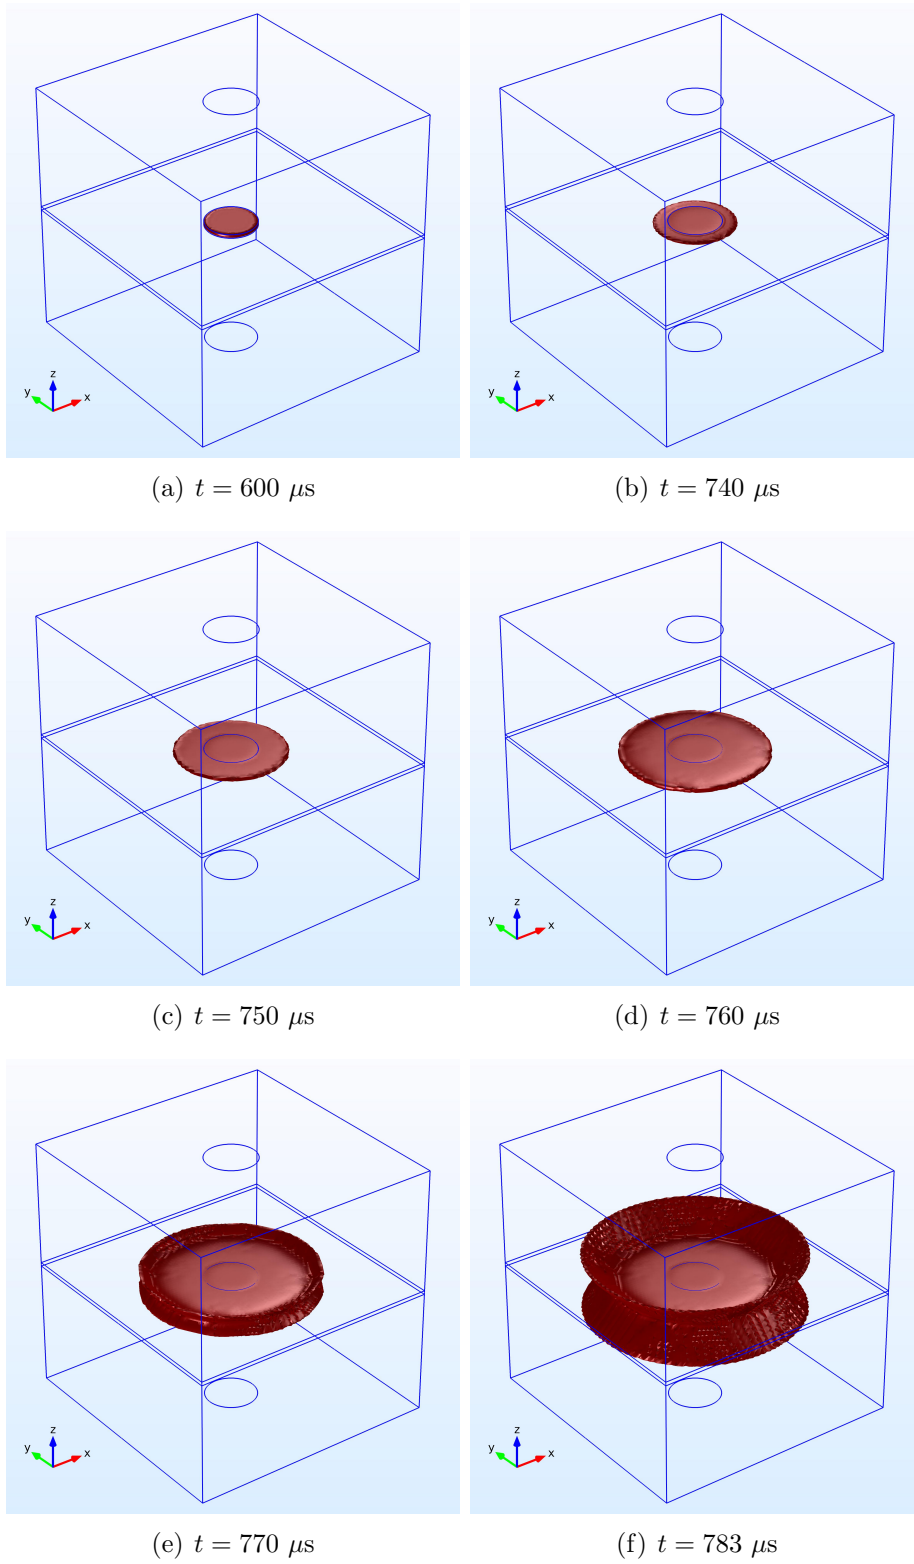 z
y
x
z
y
x
(a) t = 600 μs
(b) t = 740 μs
z
y
x
z
y
x
(c) t = 750 μs
(d) t = 760 μs
z
y
x
z
y
x
(e) t = 770 μs
(f) t = 783 μs